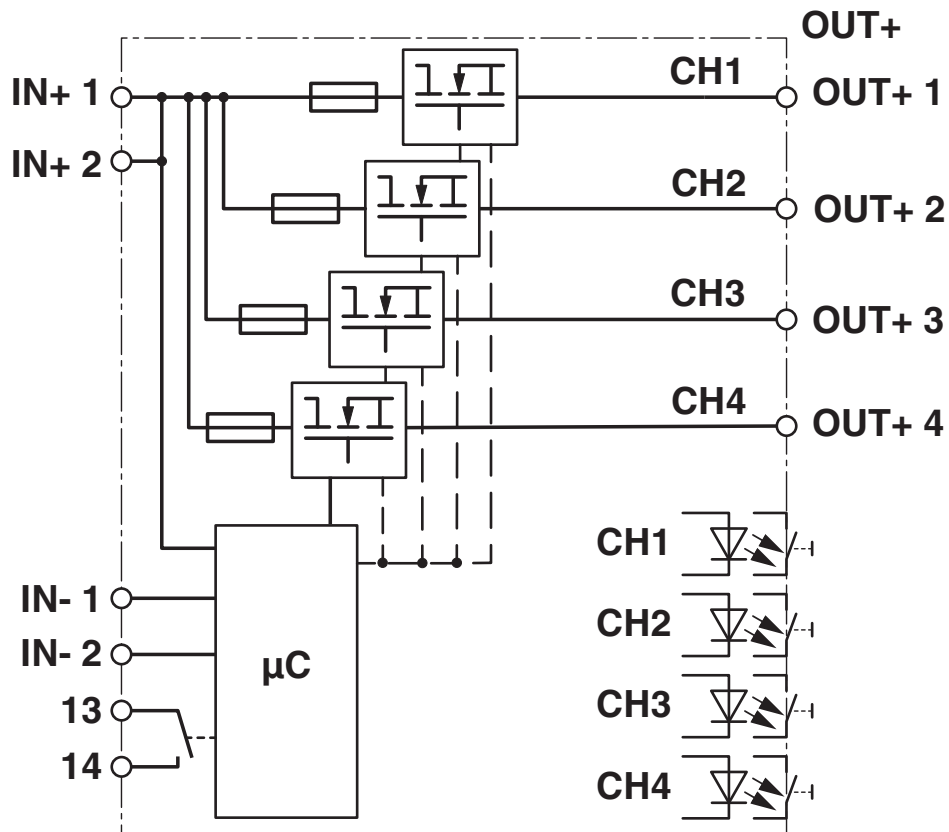 OUT+
IN+ 1
CH1
OUT+ 1
IN+ 2
CH2
OUT+ 2
CH3
OUT+ 3
CH4
OUT+ 4
CH1
IN- 1
CH2
IN- 2
µC
13
CH3
14
CH4